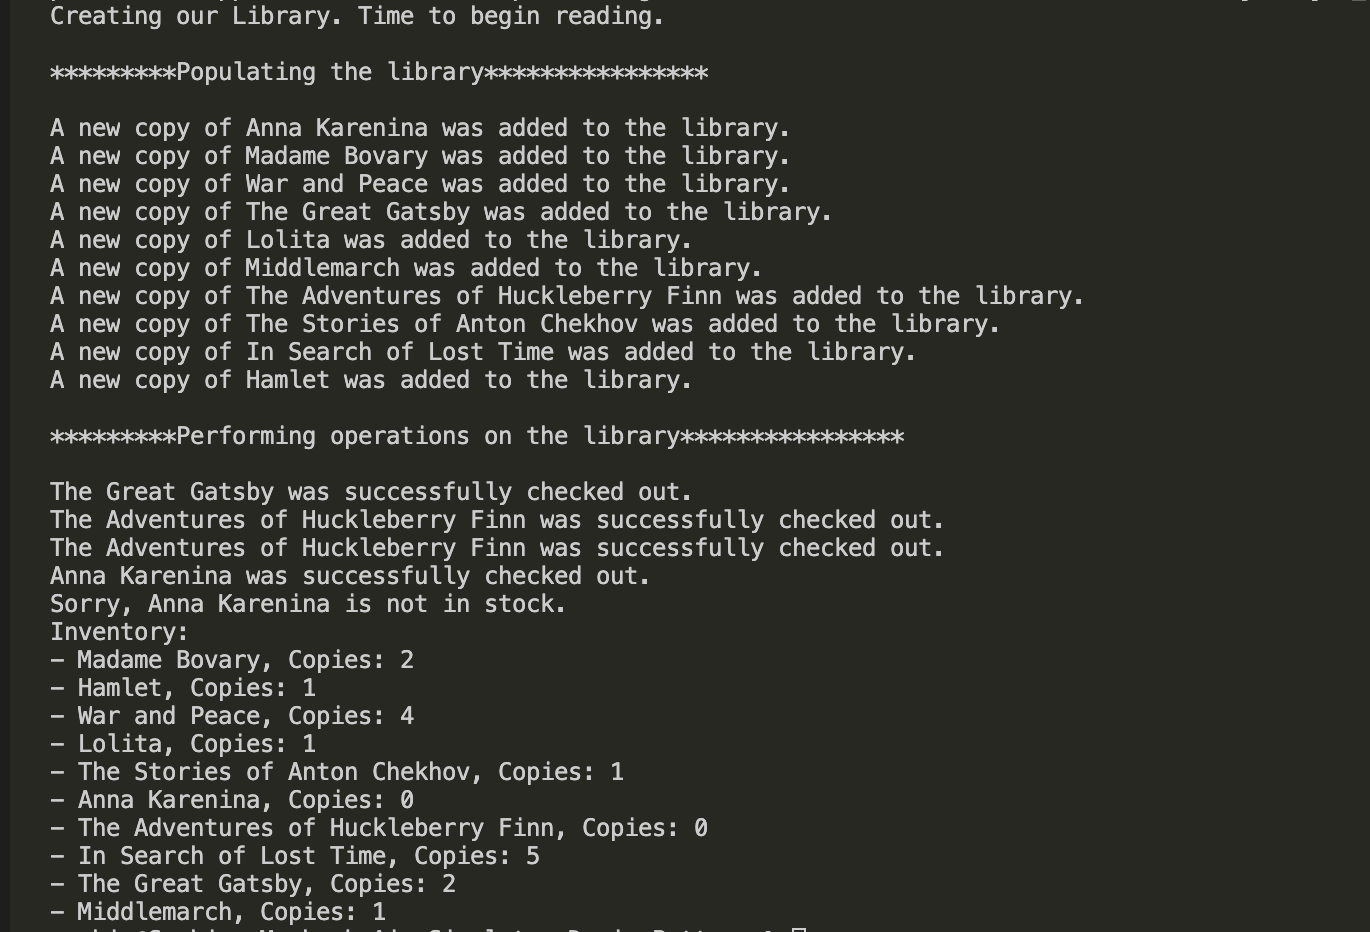 Creating our Library. Time to begin reading.
*********Populating the library****************
A new copy of Anna Karenina was added to the library.
A new copy of Madame Bovary was added to the library.
A new copy of War and Peace was added to the library.
A new copy of The Great Gatsby was added to the library.
A new copy of Lolita was added to the library.
A new copy of Middlemarch was added to the library.
A new copy of The Adventures of Huckleberry Finn was added to the library.
A new copy of The Stories of Anton Chekhov was added to the library.
A new copy of In Search of Lost Time was added to the library.
A new copy of Hamlet was added to the library.
*********Performing operations on the library****************
The Great Gatsby was successfully checked out.
The Adventures of Huckleberry Finn was successfully checked out.
The Adventures of Huckleberry Finn was successfully checked out.
Anna Karenina was successfully checked out.
Sorry, Anna Karenina is not in stock.
Inventory:
- Madame Bovary, Copies: 2
- Hamlet, Copies: 1
- War and Peace, Copies: 4
- Lolita, Copies: 1
- The Stories of Anton Chekhov, Copies: 1
- Anna Karenina, Copies: 0
- The Adventures of Huckleberry Finn, Copies: 0
- In Search of Lost Time, Copies: 5
- The Great Gatsby, Copies: 2
- Middlemarch, Copies: 1